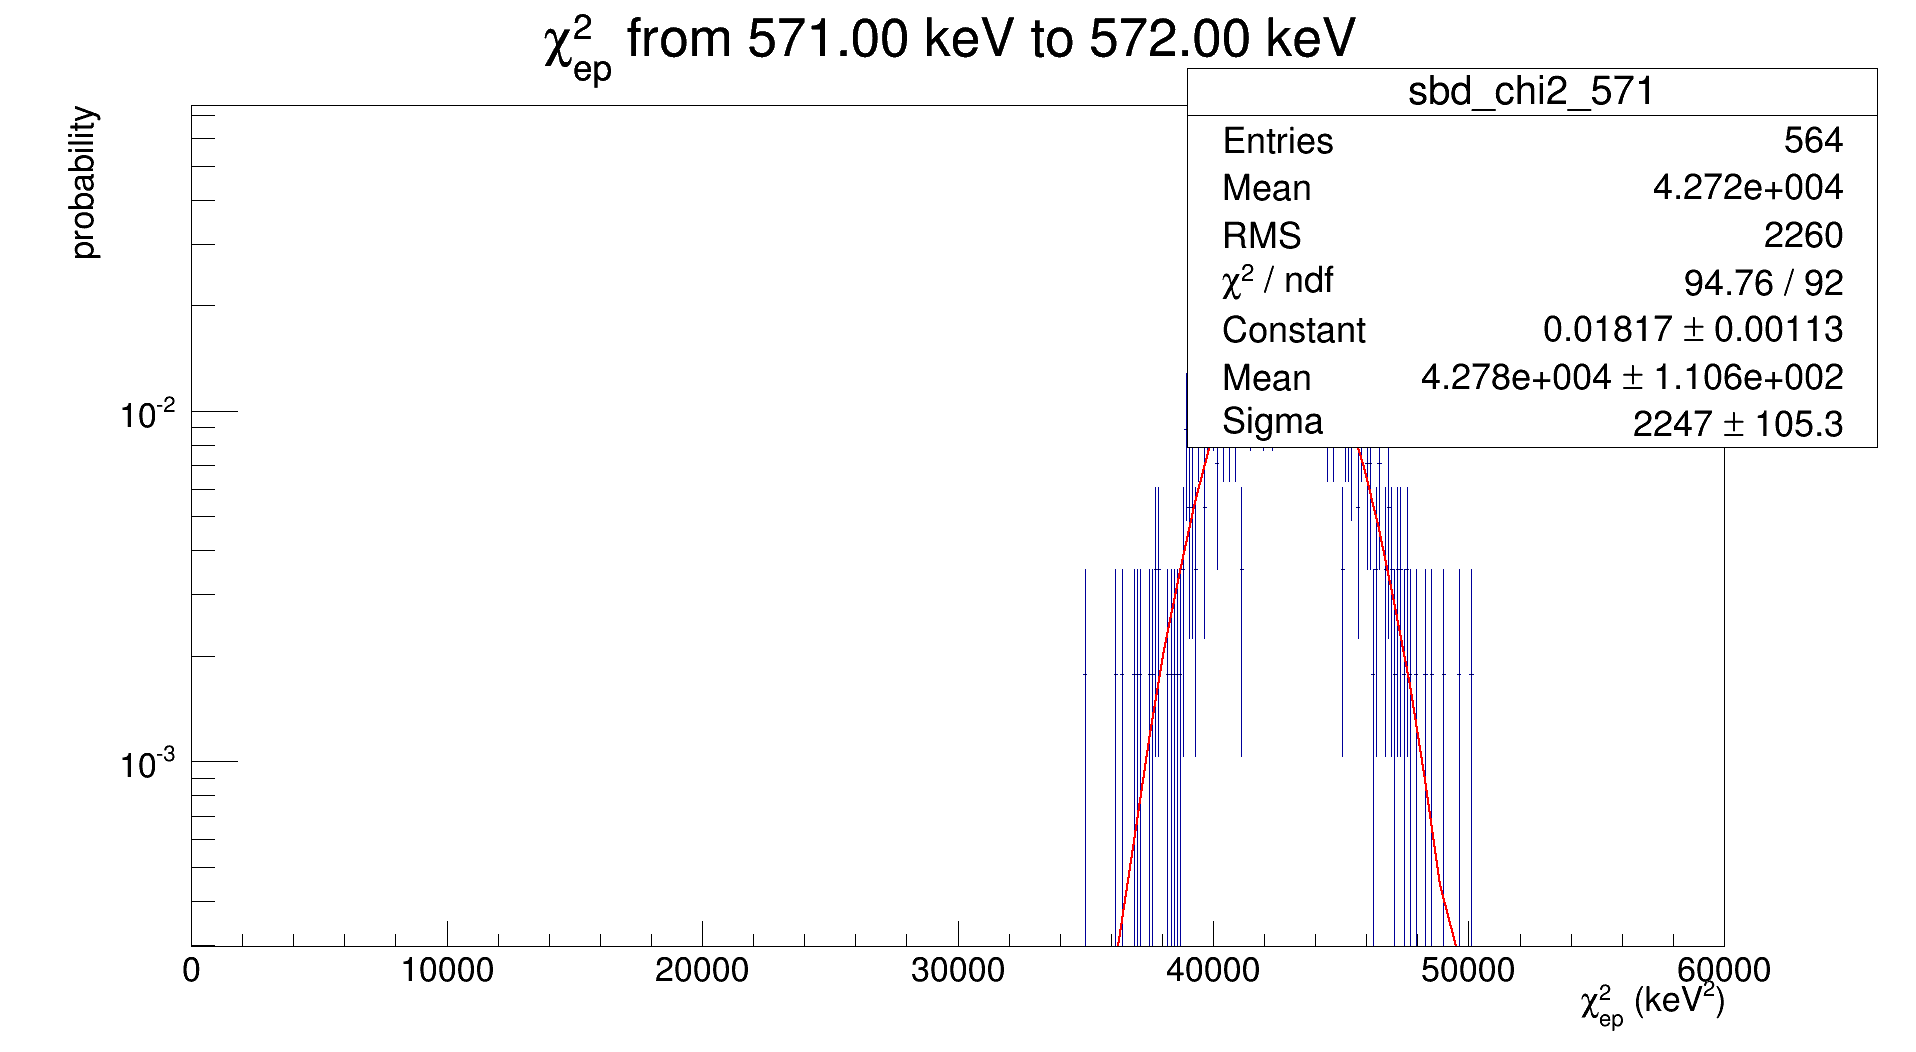 χ²ep from 571.00 keV to 572.00 keV
probability
sbd_chi2_571
Entries 564
Mean 4.272e+004
RMS 2260
χ² / ndf 94.76 / 92
Constant 0.01817 ± 0.00113
Mean 4.278e+004 ± 1.106e+002
Sigma 2247 ± 105.3
10-2
10-3
0 10000 20000 30000 40000 50000 60000
χ²ep (keV²)